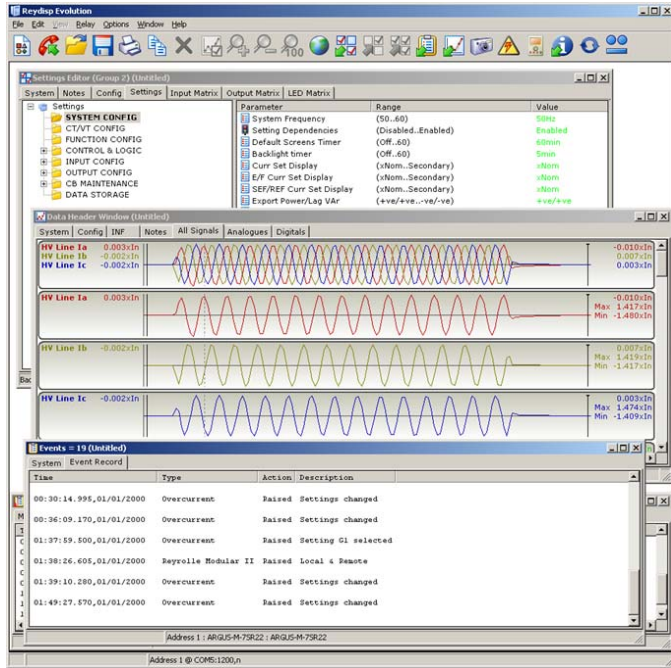 Reydisp Evolution
File Edit View Relay Options Window Help
Settings Editor (Group 2) (Untitled)
System Notes Config Settings Input Matrix Output Matrix LED Matrix
Settings
SYSTEM CONFIG
CT/VT CONFIG
FUNCTION CONFIG
CONTROL & LOGIC
INPUT CONFIG
OUTPUT CONFIG
CB MAINTENANCE
DATA STORAGE
Parameter Range Value
System Frequency (50..60) 50Hz
Setting Dependencies (Disabled..Enabled) Enabled
Default Screens Timer (Off..60) 60min
Backlight timer (Off..60) 5min
Curr Set Display (xNom..Secondary) xNom
E/F Curr Set Display (xNom..Secondary) xNom
SEF/REF Curr Set Display (xNom..Secondary) xNom
Export Power/Lag VAr (+ve/+ve..-ve/-ve) +ve/+ve
Data Header Window (Untitled)
System Config INF Notes All Signals Analogues Digitals
HV Line Ia 0.003xIn -0.010xIn
HV Line Ib -0.002xIn 0.007xIn
HV Line Ic -0.002xIn 0.003xIn
HV Line Ia 0.003xIn -0.010xIn
Max 1.417xIn
Min -1.480xIn
HV Line Ib -0.002xIn 0.007xIn
Max 1.419xIn
Min -1.417xIn
HV Line Ic -0.002xIn 0.003xIn
Max 1.474xIn
Min -1.409xIn
Events = 19 (Untitled)
System Event Record
Time Type Action Description
00:30:14.995,01/01/2000 Overcurrent Raised Settings changed
00:36:09.170,01/01/2000 Overcurrent Raised Settings changed
01:37:59.500,01/01/2000 Overcurrent Raised Setting G1 selected
01:38:26.605,01/01/2000 Reyrolle Modular II Raised Local & Remote
01:39:10.280,01/01/2000 Overcurrent Raised Settings changed
01:49:27.570,01/01/2000 Overcurrent Raised Settings changed
Address 1 : ARGUS-M-7SR22 : ARGUS-M-7SR22
Address 1 @ COM5:1200,n